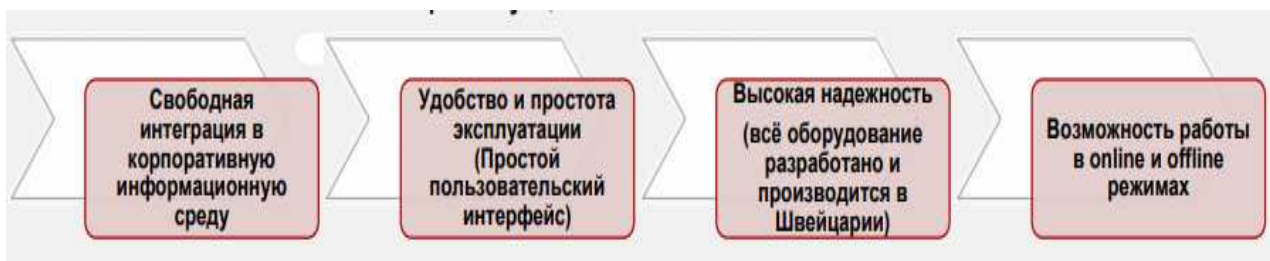 Свободная
интеграция в
корпоративную
информационную
среду
Удобство и простота
эксплуатации
(Простой
пользовательский
интерфейс)
Высокая надежность
(всё оборудование
разработано и
производится в
Швейцарии)
Возможность работы
в online и offline
режимах